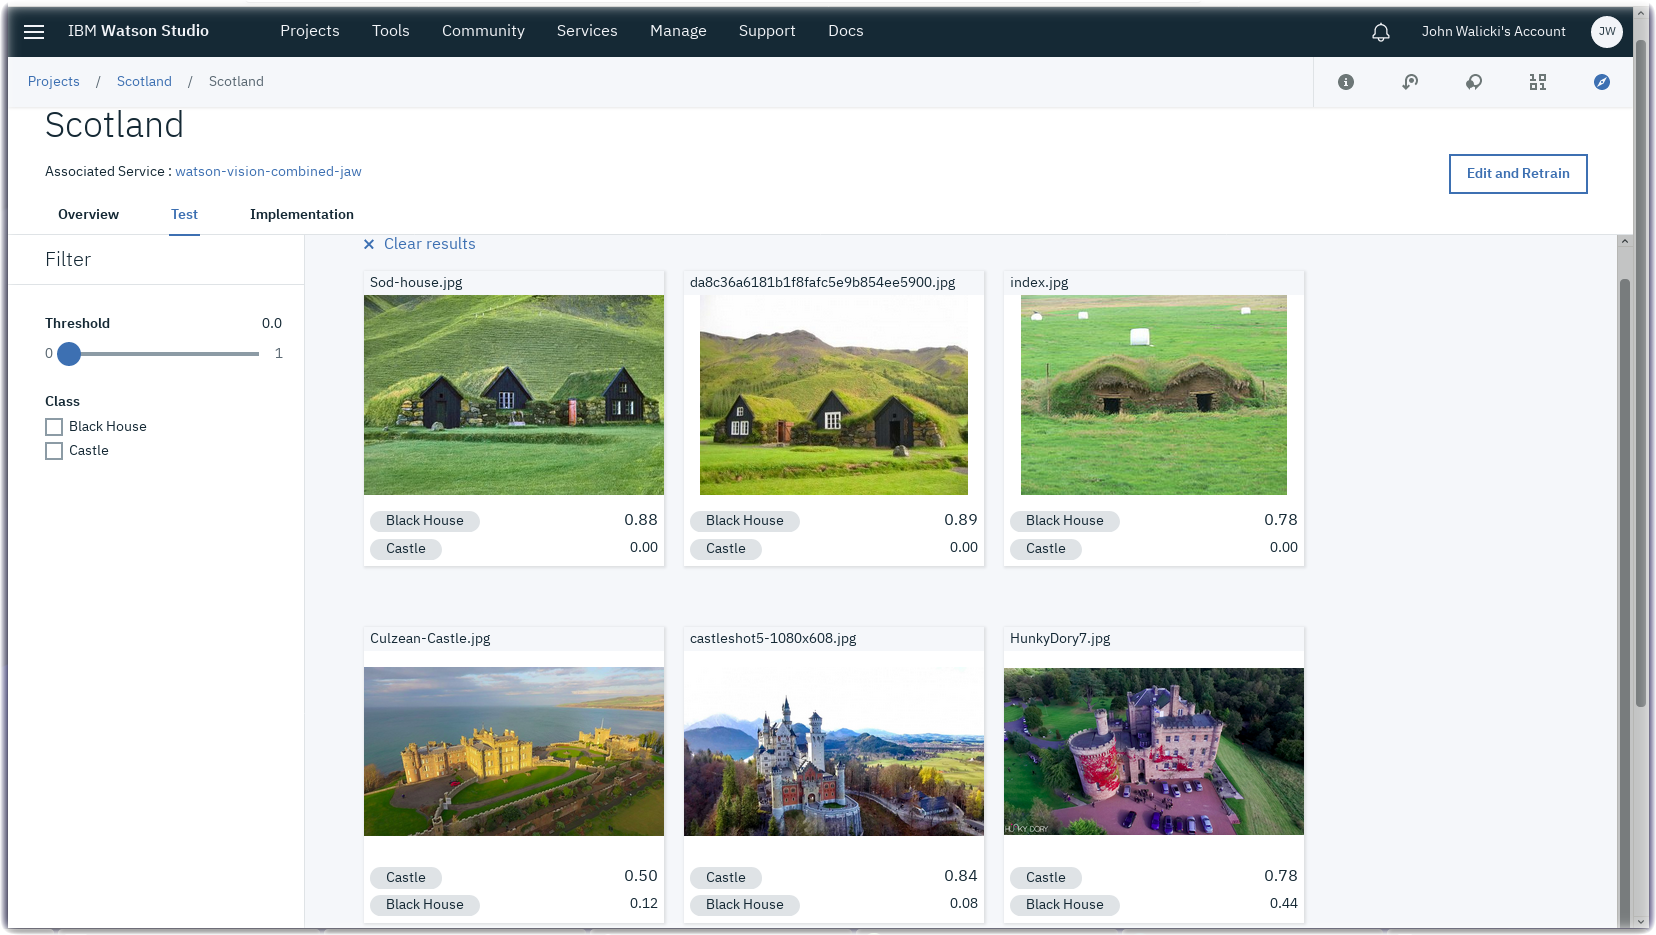 IBM Watson Studio Projects Tools Community Services Manage Support Docs John Walicki's Account JW
Projects / Scotland / Scotland
Scotland
Associated Service : watson-vision-combined-jaw
Edit and Retrain
Overview Test Implementation
Filter
Threshold 0.0
0 1
Class
Black House
Castle
× Clear results
Sod-house.jpg
Black House 0.88
Castle 0.00
da8c36a6181b1f8fafc5e9b854ee5900.jpg
Black House 0.89
Castle 0.00
index.jpg
Black House 0.78
Castle 0.00
Culzean-Castle.jpg
Castle 0.50
Black House 0.12
castleshot5-1080x608.jpg
Castle 0.84
Black House 0.08
HunkyDory7.jpg
HUNKY DORY
Castle 0.78
Black House 0.44